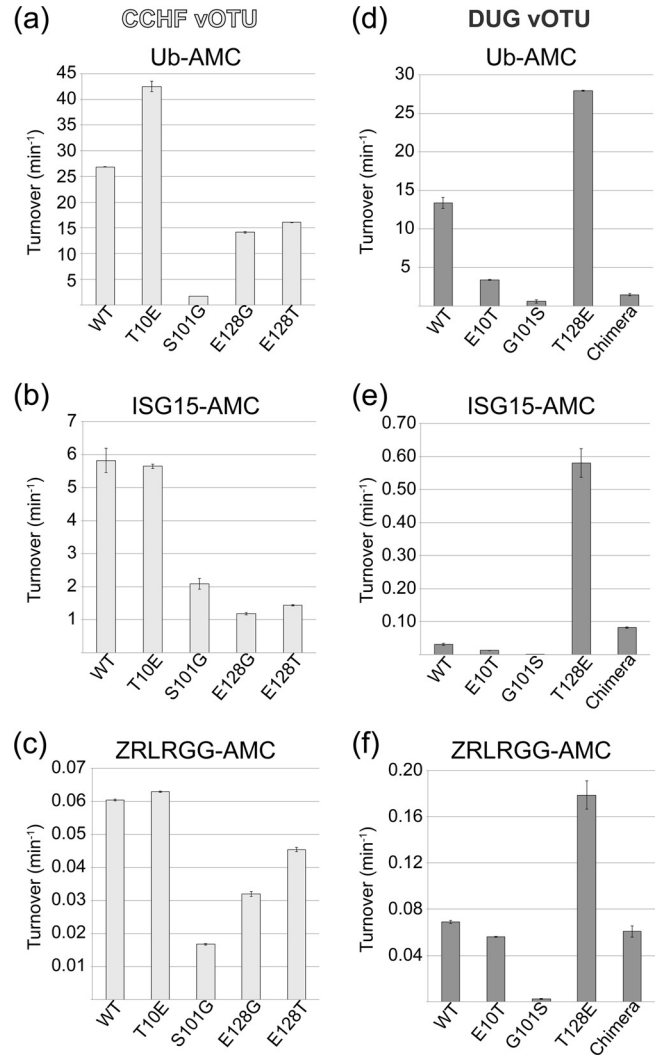 (a) CCHF vOTU
Ub-AMC
Turnover (min-1)
45
40
35
30
25
20
15
10
5
WT T10E S101G E128G E128T
(b) ISG15-AMC
Turnover (min-1)
7
6
5
4
3
2
1
WT T10E S101G E128G E128T
(c) ZRLRGG-AMC
Turnover (min-1)
0.07
0.06
0.05
0.04
0.03
0.02
0.01
WT T10E S101G E128G E128T
(d) DUG vOTU
Ub-AMC
Turnover (min-1)
30
25
20
15
10
5
WT E10T G101S T128E Chimera
(e) ISG15-AMC
Turnover (min-1)
0.70
0.60
0.50
0.40
0.30
0.20
0.10
WT E10T G101S T128E Chimera
(f) ZRLRGG-AMC
Turnover (min-1)
0.20
0.16
0.12
0.08
0.04
WT E10T G101S T128E Chimera